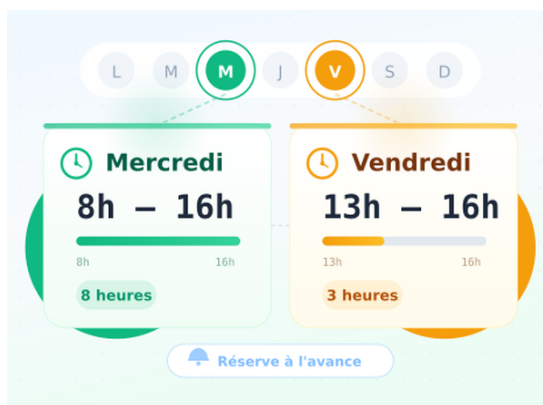 L M M J V S D
Mercredi
8h – 16h
8h 16h
8 heures
Vendredi
13h – 16h
13h 16h
3 heures
Réserve à l'avance